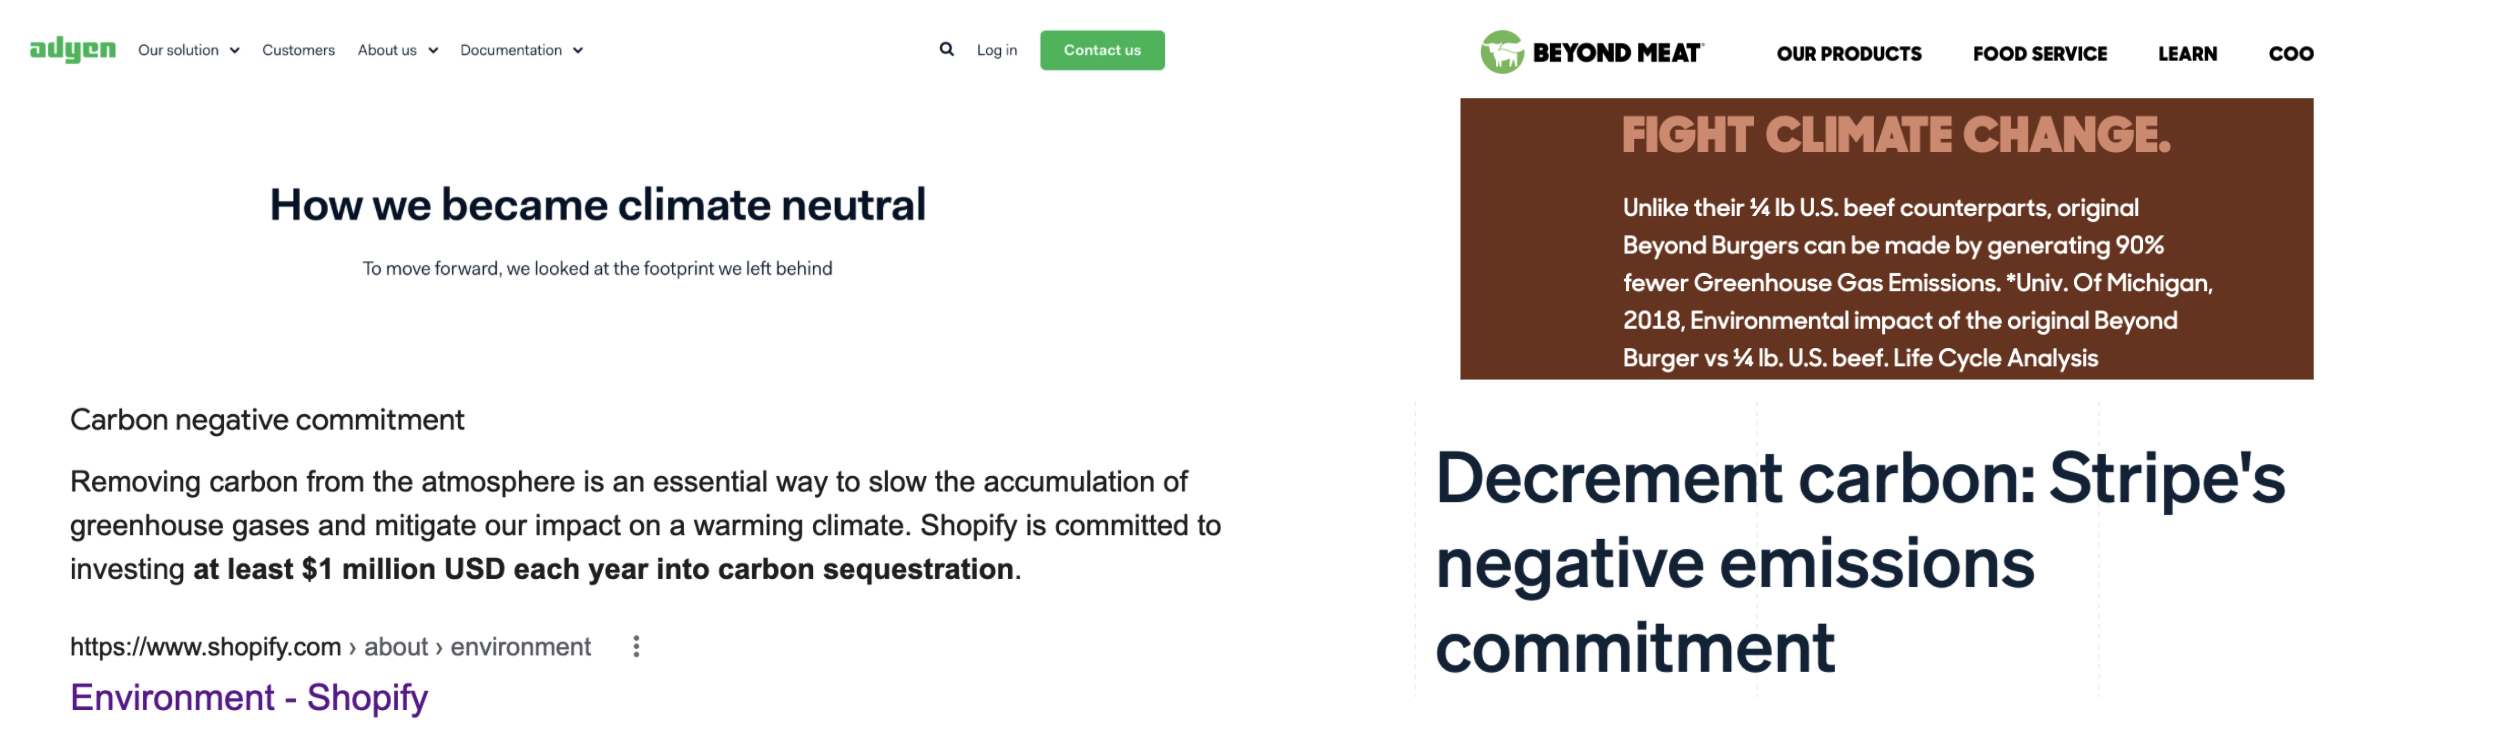 adyen Our solution Customers About us Documentation Log in Contact us
How we became climate neutral
To move forward, we looked at the footprint we left behind
BEYOND MEAT OUR PRODUCTS FOOD SERVICE LEARN COO
FIGHT CLIMATE CHANGE.
Unlike their ¼ lb U.S. beef counterparts, original
Beyond Burgers can be made by generating 90%
fewer Greenhouse Gas Emissions. *Univ. Of Michigan,
2018, Environmental impact of the original Beyond
Burger vs ¼ lb. U.S. beef. Life Cycle Analysis
Carbon negative commitment
Removing carbon from the atmosphere is an essential way to slow the accumulation of
greenhouse gases and mitigate our impact on a warming climate. Shopify is committed to
investing at least $1 million USD each year into carbon sequestration.
https://www.shopify.com › about › environment
Environment - Shopify
Decrement carbon: Stripe's
negative emissions
commitment